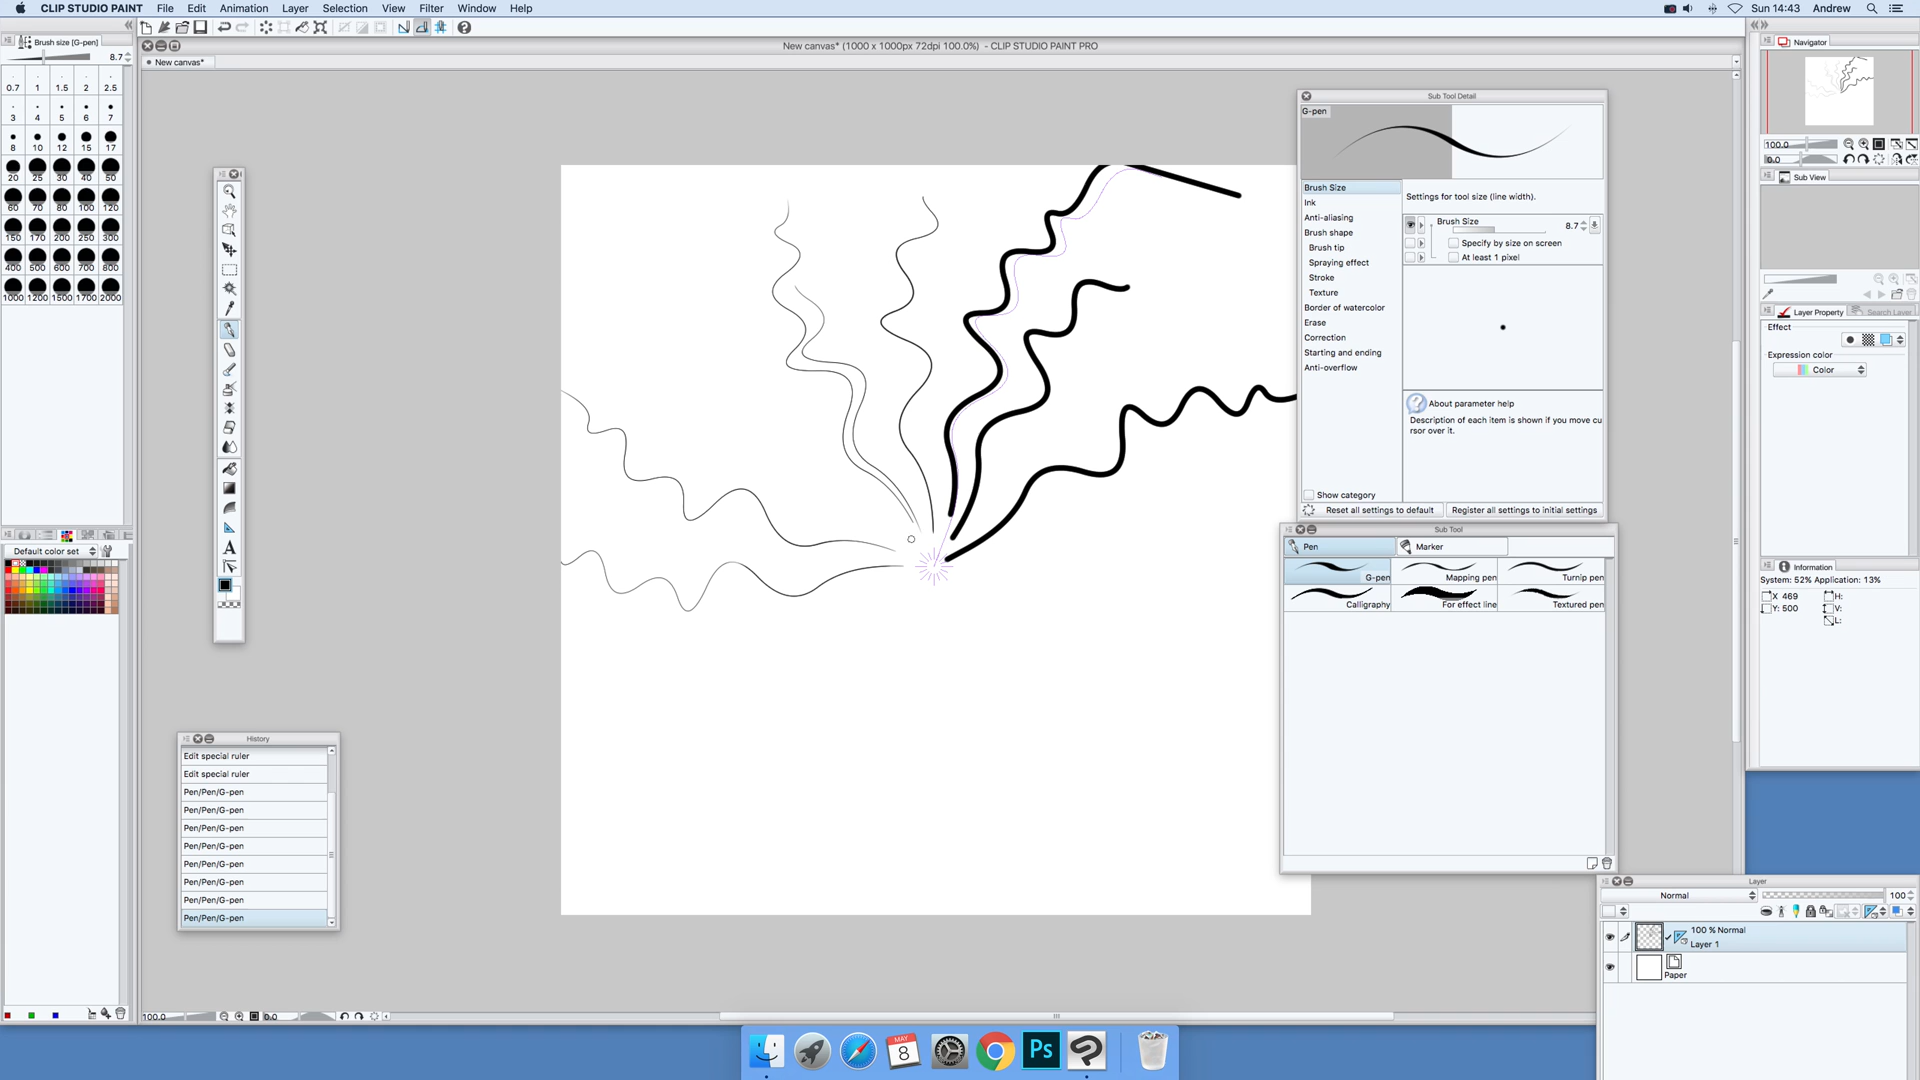 CLIP STUDIO PAINT File Edit Animation Layer Selection View Filter Window Help Sun 14:43 Andrew
New canvas* (1000 x 1000px 72dpi 100.0%) - CLIP STUDIO PAINT PRO
New canvas*
Brush size [G-pen]
8.7
0.7 1 1.5 2 2.5
3 4 5 6 7
8 10 12 15 17
20 25 30 40 50
60 70 80 100 120
150 170 200 250 300
400 500 600 700 800
1000 1200 1500 1700 2000
Default color set
History
Edit special ruler
Edit special ruler
Pen/Pen/G-pen
Pen/Pen/G-pen
Pen/Pen/G-pen
Pen/Pen/G-pen
Pen/Pen/G-pen
Pen/Pen/G-pen
Pen/Pen/G-pen
Pen/Pen/G-pen
100.0 0.0
Sub Tool Detail
G-pen
Brush Size
Ink
Anti-aliasing
Brush shape
Brush tip
Spraying effect
Stroke
Texture
Border of watercolor
Erase
Correction
Starting and ending
Anti-overflow
Settings for tool size (line width).
Brush Size 8.7
Specify by size on screen
At least 1 pixel
About parameter help
Description of each item is shown if you move cu
rsor over it.
Show category
Reset all settings to default Register all settings to initial settings
Sub Tool
Pen Marker
G-pen Mapping pen Turnip pen
Calligraphy For effect line Textured pen
Navigator
100.0
0.0
Sub View
Layer Property Search Layer
Effect
Expression color
Color
Information
System: 52% Application: 13%
X 469 H:
Y: 500 V:
L:
Layer
Normal 100
100 % Normal
Layer 1
Paper
MAY
8
Ps
A